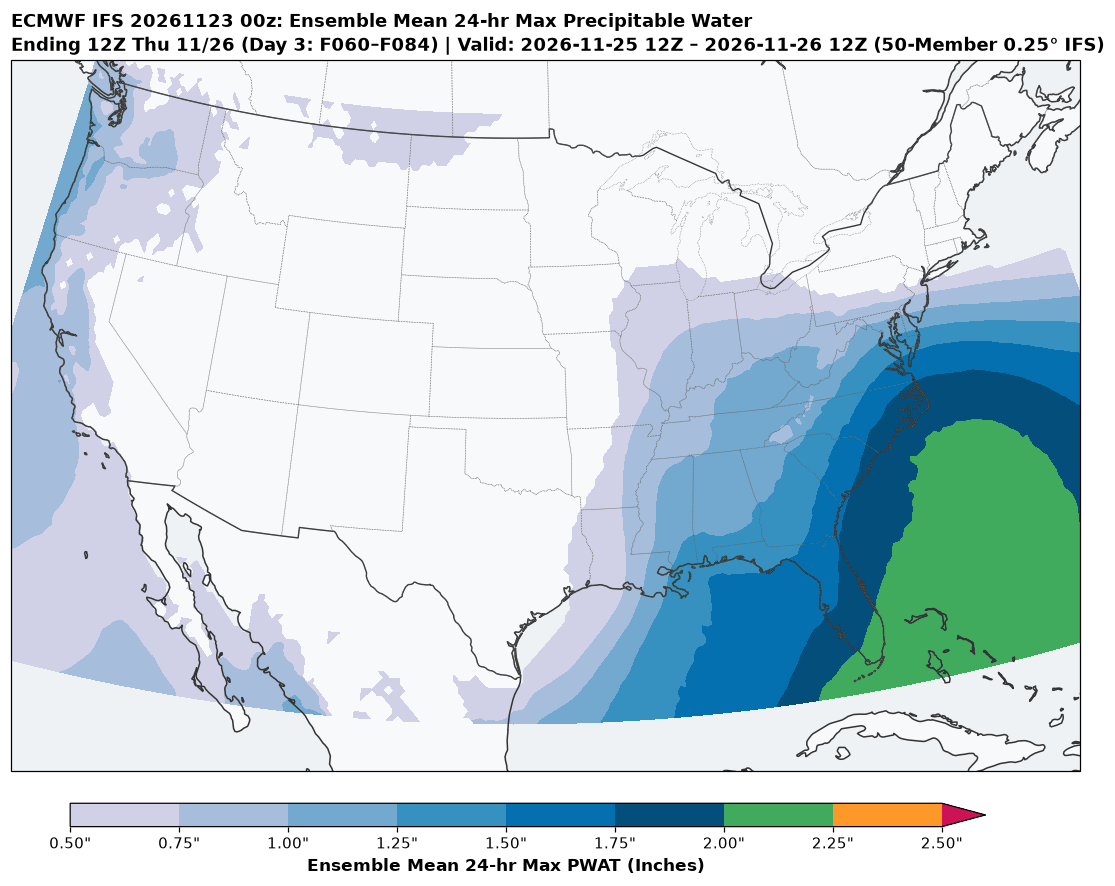 ECMWF IFS 20261123 00z: Ensemble Mean 24-hr Max Precipitable Water
Ending 12Z Thu 11/26 (Day 3: F060–F084) | Valid: 2026-11-25 12Z – 2026-11-26 12Z (50-Member 0.25° IFS)
0.50" 0.75" 1.00" 1.25" 1.50" 1.75" 2.00" 2.25" 2.50"
Ensemble Mean 24-hr Max PWAT (Inches)